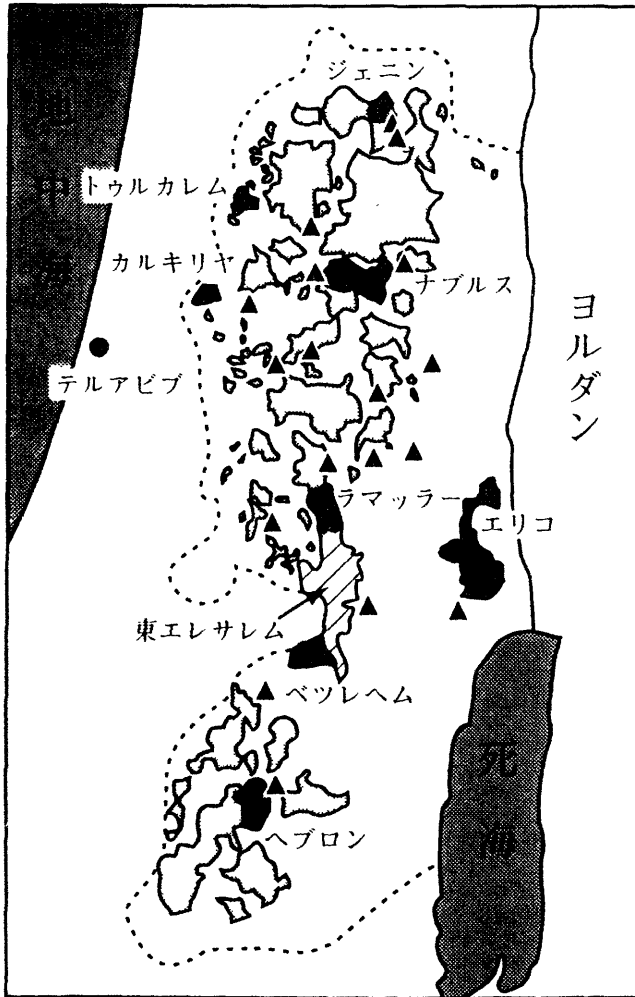 ジェニン
地中海
トゥルカレム
カルキリヤ
ナブルス
ヨルダン
テルアビブ
ラマッラー
エリコ
東エレサレム
ベツレヘム
死海
ヘブロン